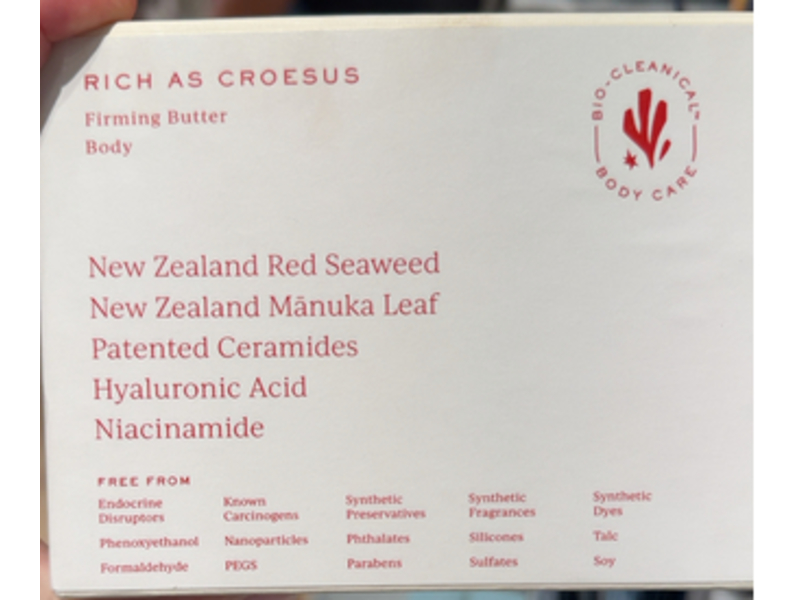 RICH AS CROESUS
Firming Butter
Body
BIO-CLEANICAL™
BODY CARE
New Zealand Red Seaweed
New Zealand Mānuka Leaf
Patented Ceramides
Hyaluronic Acid
Niacinamide
FREE FROM
Endocrine
Disruptors
Phenoxyethanol
Formaldehyde
Known
Carcinogens
Nanoparticles
PEGS
Synthetic
Preservatives
Phthalates
Parabens
Synthetic
Fragrances
Silicones
Sulfates
Synthetic
Dyes
Talc
Soy